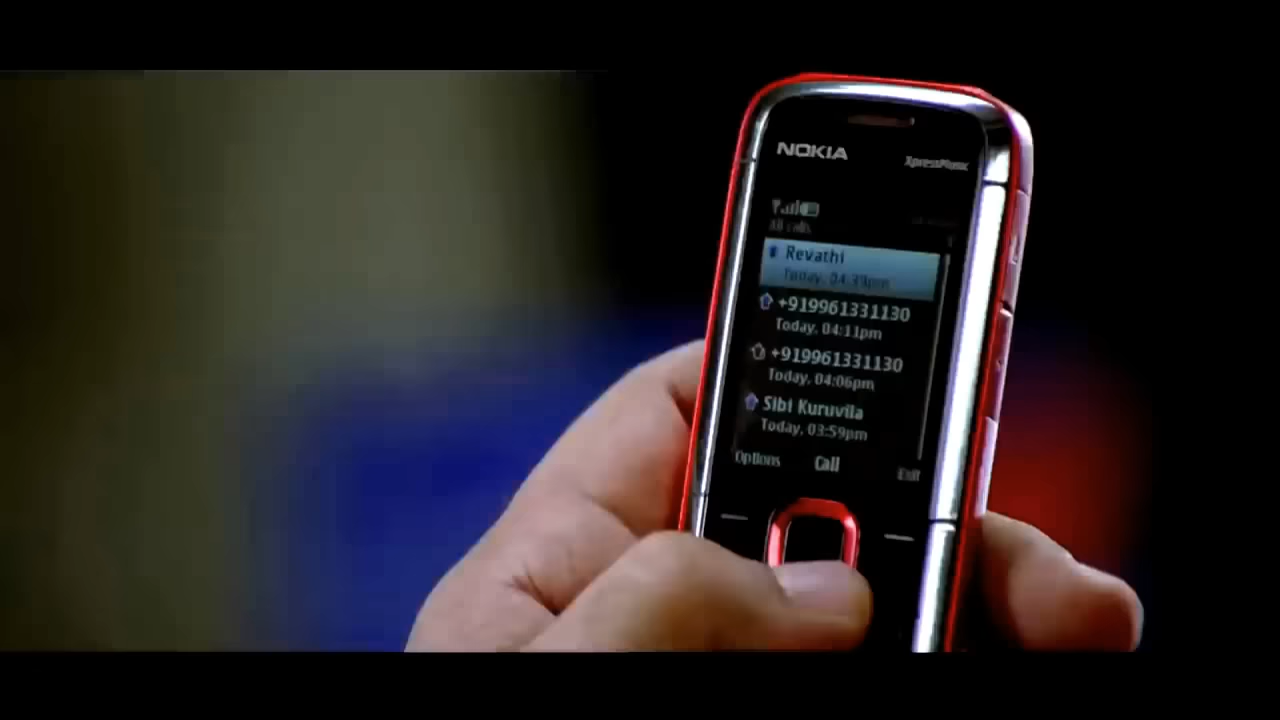 NOKIA
XpressMusic
All calls
Revathi
Today, 04:39pm
+919961331130
Today, 04:11pm
+919961331130
Today, 04:06pm
Sibi Kuruvila
Today, 03:59pm
Options Call Exit